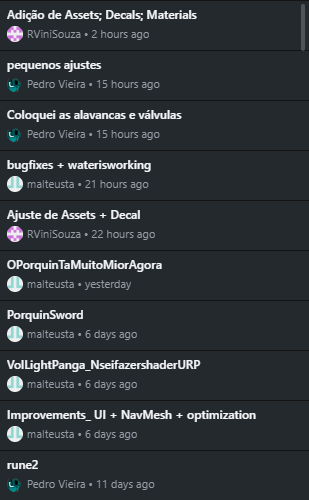 Adição de Assets; Decals; Materials
RViniSouza • 2 hours ago
pequenos ajustes
Pedro Vieira • 15 hours ago
Coloquei as alavancas e válvulas
Pedro Vieira • 15 hours ago
bugfixes + waterisworking
malteusta • 21 hours ago
Ajuste de Assets + Decal
RViniSouza • 22 hours ago
OPorquinTaMuitoMiorAgora
malteusta • yesterday
PorquinSword
malteusta • 6 days ago
VolLightPanga_NseifazershaderURP
malteusta • 6 days ago
Improvements_ UI + NavMesh + optimization
malteusta • 6 days ago
rune2
Pedro Vieira • 11 days ago